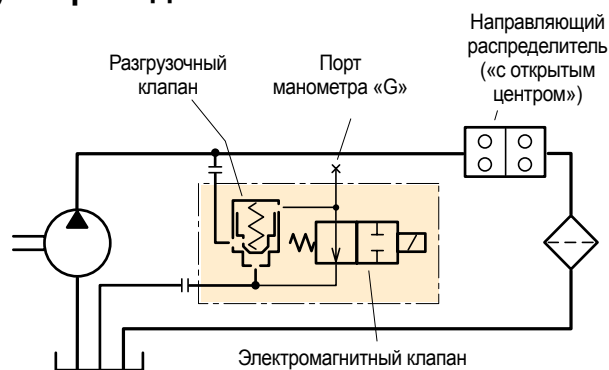 Направляющий
распределитель
(«с открытым
центром»)
Разгрузочный
клапан
Порт
манометра «G»
Электромагнитный клапан